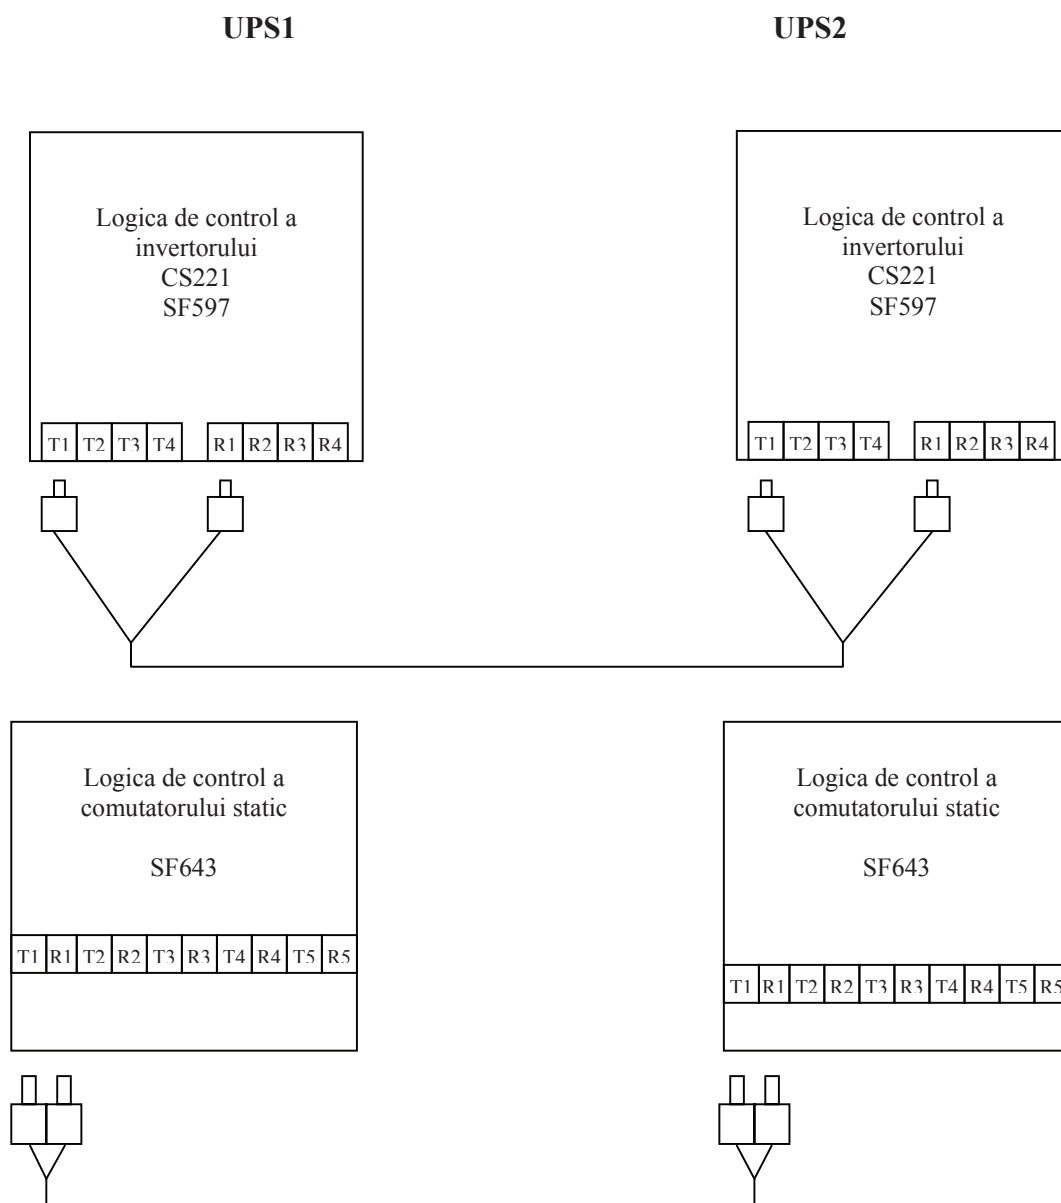 UPS1 UPS2
Logica de control a
invertorului
CS221
SF597
T1 T2 T3 T4 R1 R2 R3 R4
Logica de control a
invertorului
CS221
SF597
T1 T2 T3 T4 R1 R2 R3 R4
Logica de control a
comutatorului static
SF643
T1 R1 T2 R2 T3 R3 T4 R4 T5 R5
Logica de control a
comutatorului static
SF643
T1 R1 T2 R2 T3 R3 T4 R4 T5 R5